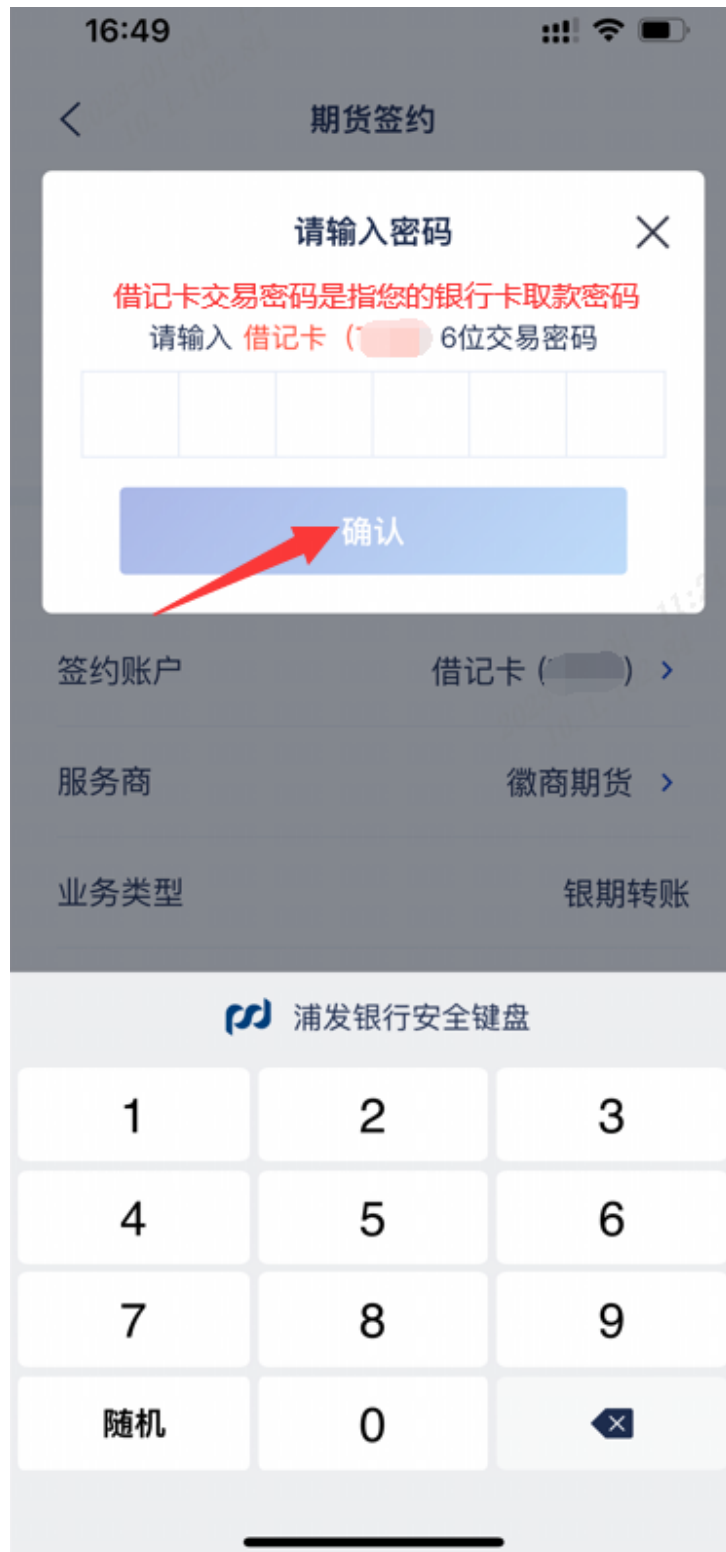 16:49
期货签约
请输入密码
借记卡交易密码是指您的银行卡取款密码
请输入 借记卡 ( ) 6位交易密码
确认
签约账户 借记卡 ( )
服务商 徽商期货
业务类型 银期转账
浦发银行安全键盘
1 2 3
4 5 6
7 8 9
随机 0